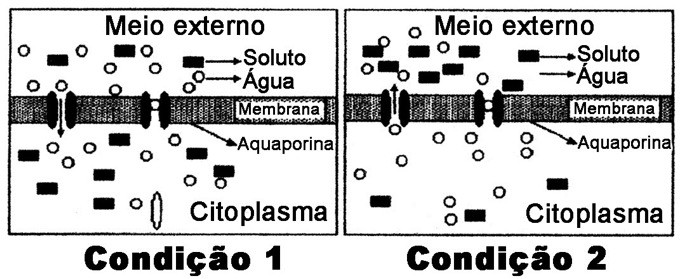 Meio externo
Soluto
Água
Membrana
Aquaporina
Citoplasma
Condição 1
Meio externo
Soluto
Água
Membrana
Aquaporina
Citoplasma
Condição 2